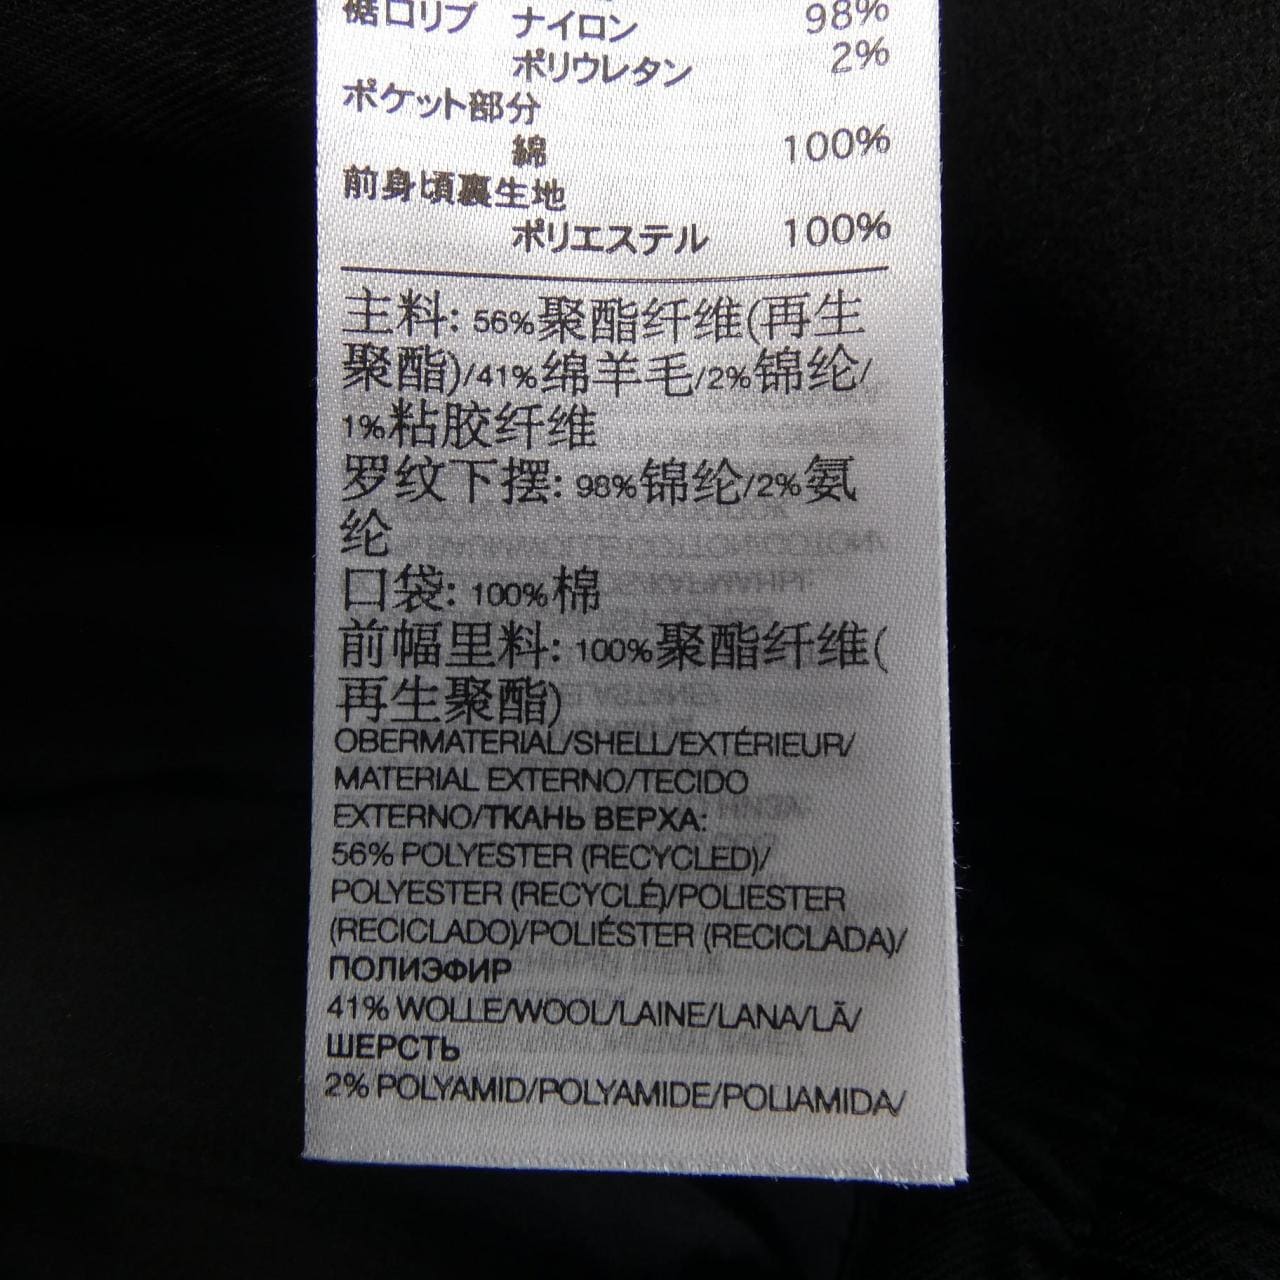 裾口リブ ナイロン 98%
ポリウレタン 2%
ポケット部分
綿 100%
前身頃裏生地
ポリエステル 100%
主料: 56%聚酯纤维(再生
聚酯)/41%绵羊毛/2%锦纶/
1%粘胶纤维
罗纹下摆: 98%锦纶/2%氨
纶
口袋: 100%棉
前幅里料: 100%聚酯纤维(
再生聚酯)
OBERMATERIAL/SHELL/EXTÉRIEUR/
MATERIAL EXTERNO/TECIDO
EXTERNO/ТКАНЬ ВЕРХА:
56% POLYESTER (RECYCLED)/
POLYESTER (RECYCLÉ)/POLIESTER
(RECICLADO)/POLIÉSTER (RECICLADA)/
ПОЛИЭФИР
41% WOLLE/WOOL/LAINE/LANA/LÃ/
ШЕРСТЬ
2% POLYAMID/POLYAMIDE/POLIAMIDA/